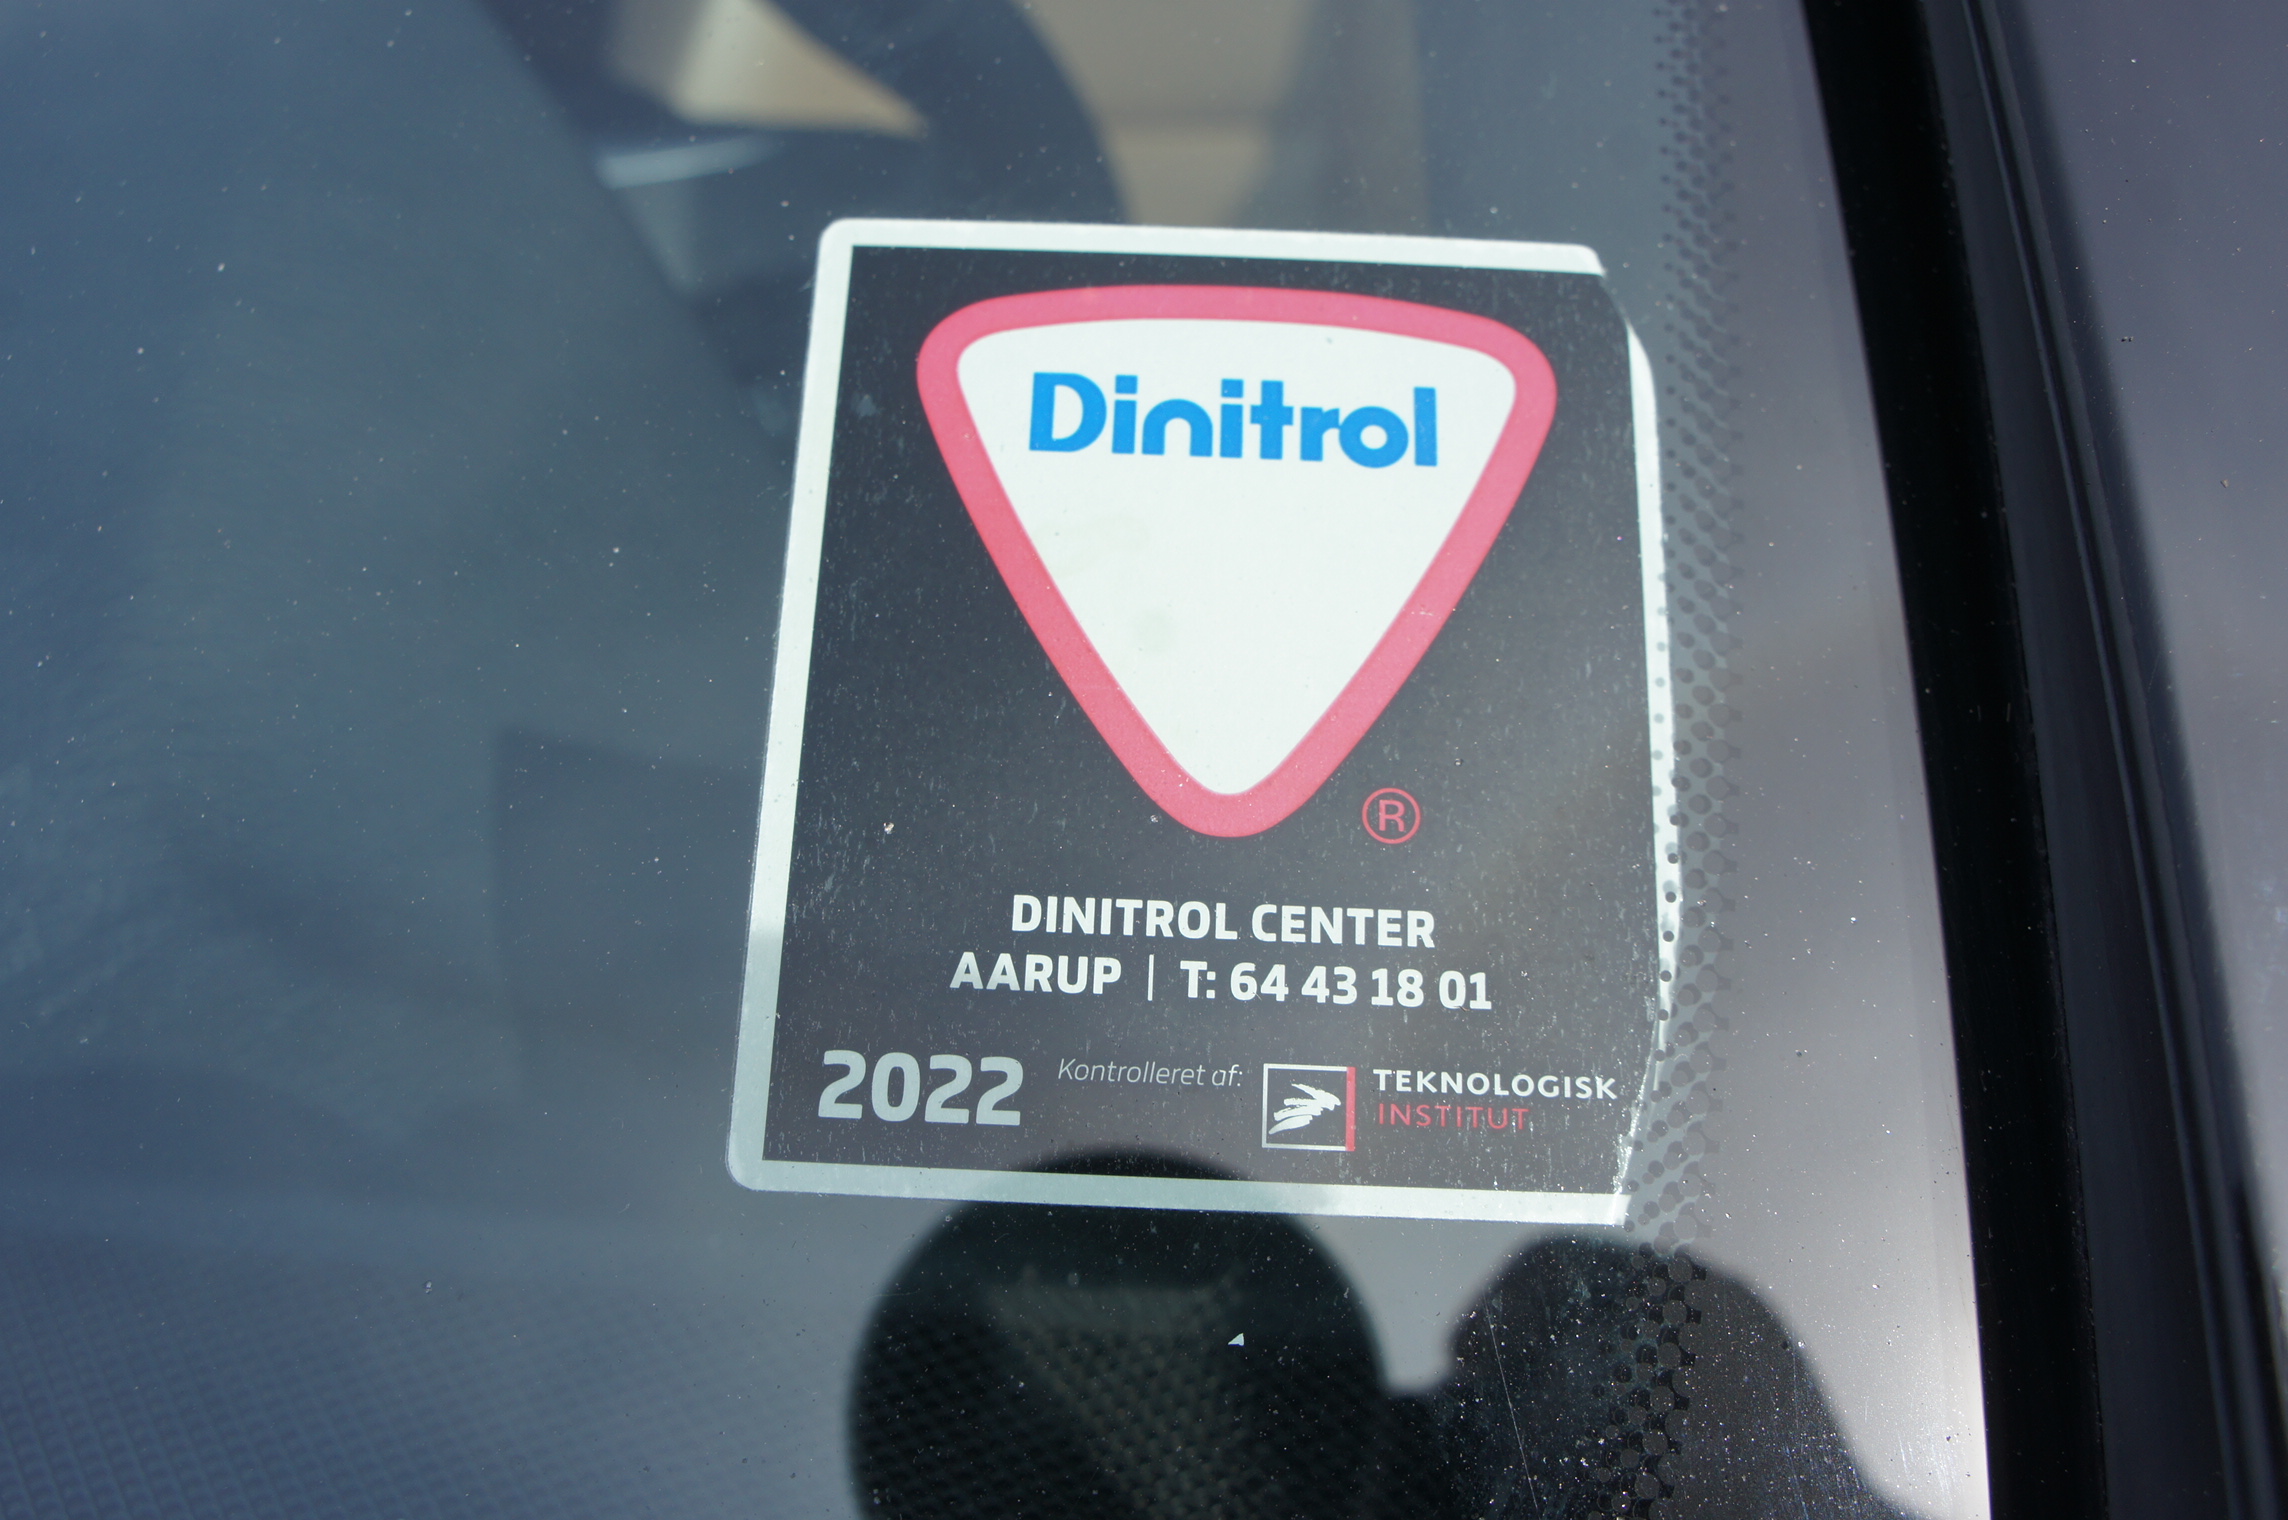 Dinitrol
®
DINITROL CENTER
AARUP | T: 64 43 18 01
2022 Kontrolleret af: TEKNOLOGISK
INSTITUT